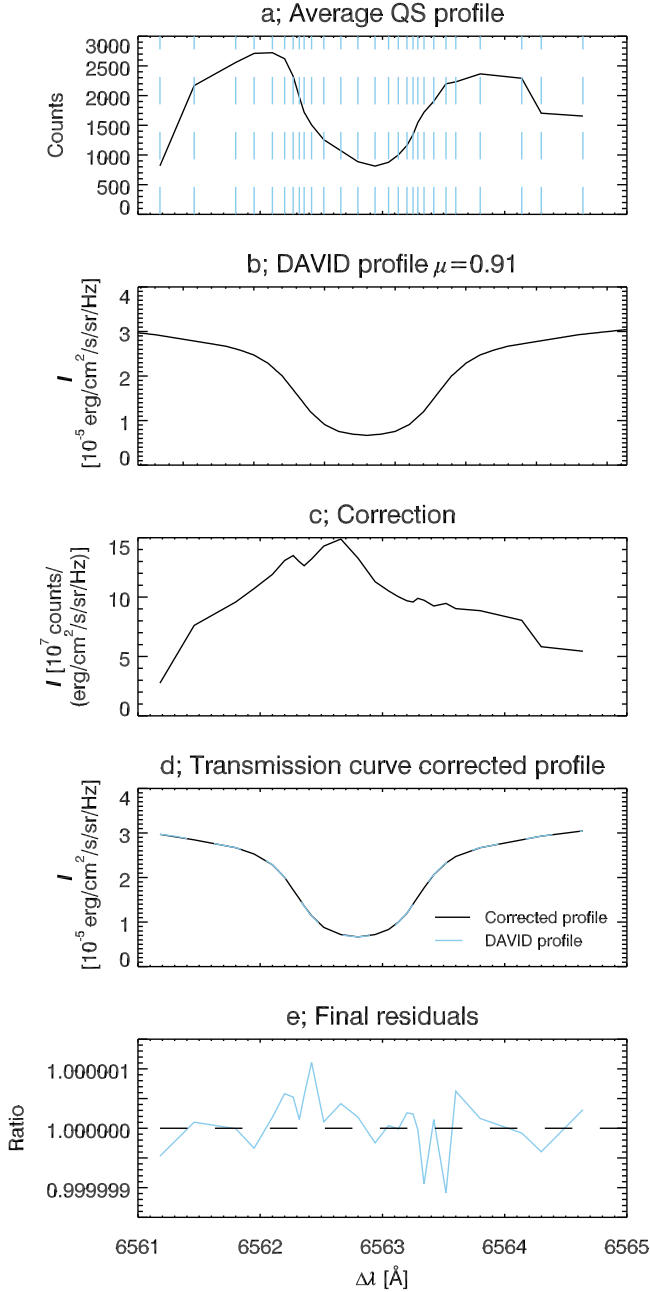 a; Average QS profile
3000
2500
2000
1500
1000
500
0
Counts
b; DAVID profile μ=0.91
4
3
2
1
0
I
[10⁻⁵ erg/cm²/s/sr/Hz]
c; Correction
15
10
5
0
I [10⁷ counts/
(erg/cm²/s/sr/Hz)]
d; Transmission curve corrected profile
4
3
2
1
0
I
[10⁻⁵ erg/cm²/s/sr/Hz]
Corrected profile
DAVID profile
e; Final residuals
1.000001
1.000000
0.999999
Ratio
6561 6562 6563 6564 6565
Δλ [Å]